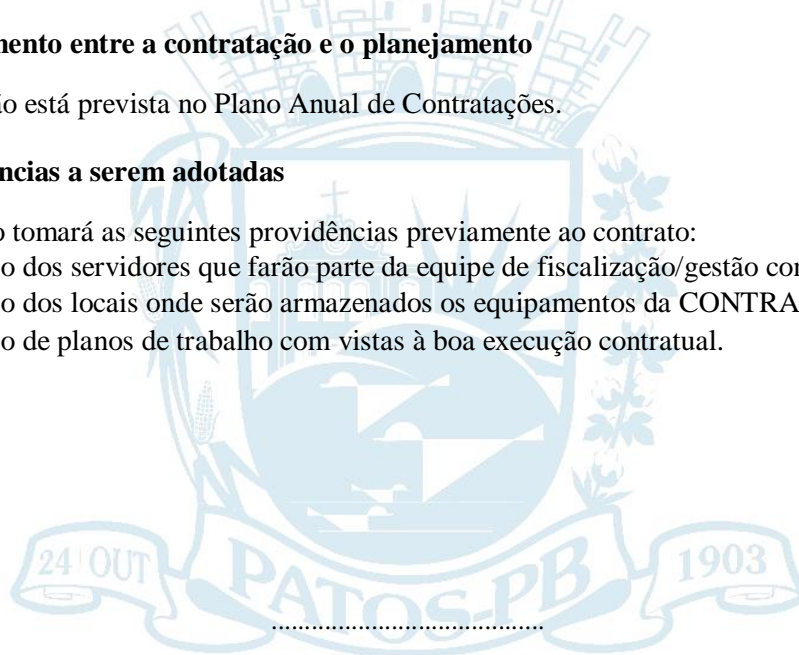 mento entre a contratação e o planejamento
ão está prevista no Plano Anual de Contratações.
ncias a serem adotadas
o tomará as seguintes providências previamente ao contrato:
o dos servidores que farão parte da equipe de fiscalização/gestão con
o dos locais onde serão armazenados os equipamentos da CONTRA
o de planos de trabalho com vistas à boa execução contratual.
24 OUT
PATOS-PB
1903
..........................................